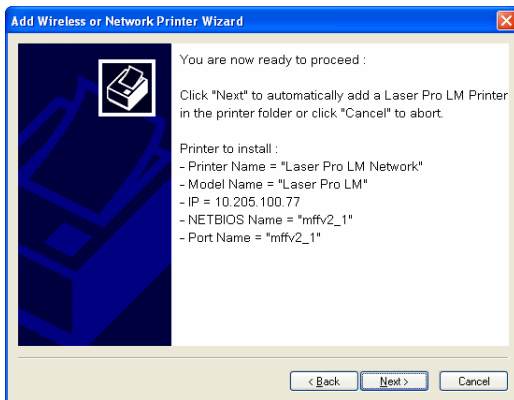 Add Wireless or Network Printer Wizard
You are now ready to proceed :
Click "Next" to automatically add a Laser Pro LM Printer
in the printer folder or click "Cancel" to abort.
Printer to install :
- Printer Name = "Laser Pro LM Network"
- Model Name = "Laser Pro LM"
- IP = 10.205.100.77
- NETBIOS Name = "mffv2_1"
- Port Name = "mffv2_1"
< Back
Next >
Cancel